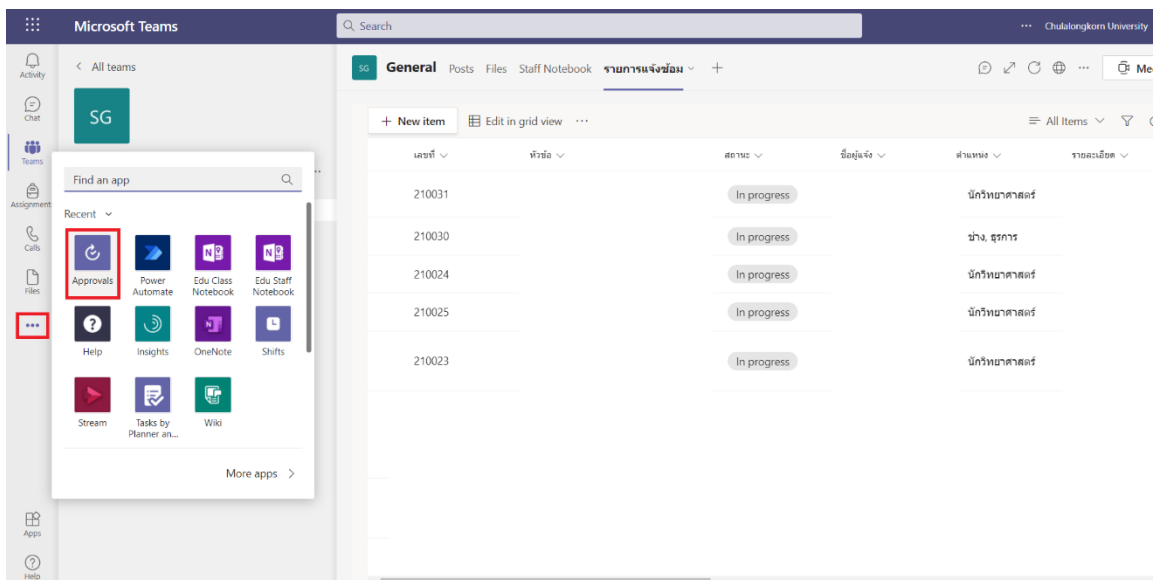 Microsoft Teams
Search
Chulalongkorn University
Activity
Chat
Teams
Assignment
Calls
Files
Apps
Help
All teams
SG
Find an app
Recent
Approvals
Power Automate
Edu Class Notebook
Edu Staff Notebook
Help
Insights
OneNote
Shifts
Stream
Tasks by Planner an...
Wiki
More apps
SG General Posts Files Staff Notebook รายการแจ้งซ่อม
+ New item Edit in grid view ... All Items
เลขที่ หัวข้อ สถานะ ชื่อผู้แจ้ง ตำแหน่ง รายละเอียด
210031 In progress นักวิทยาศาสตร์
210030 In progress ช่าง, ธุรการ
210024 In progress นักวิทยาศาสตร์
210025 In progress นักวิทยาศาสตร์
210023 In progress นักวิทยาศาสตร์